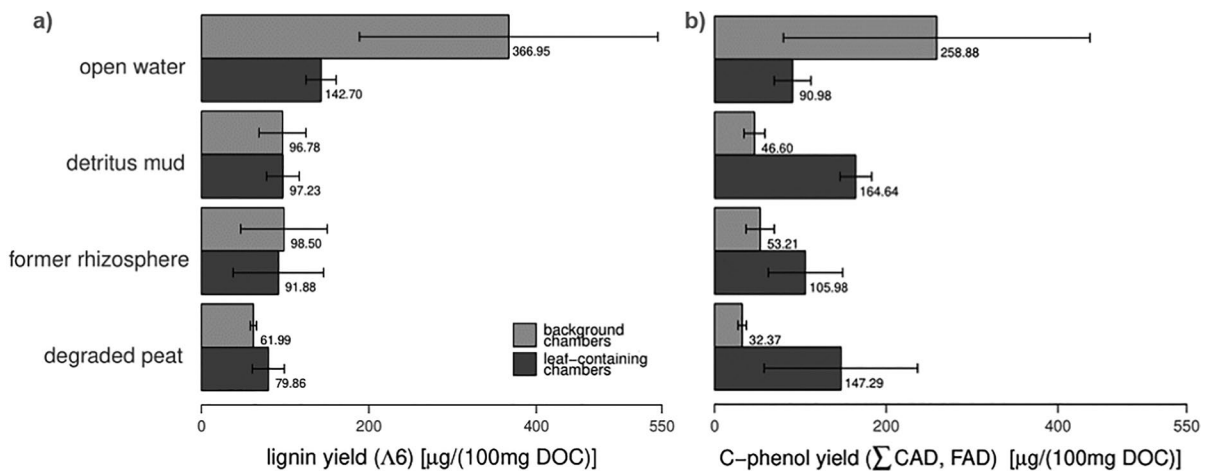 a)
open water
366.95
142.70
detritus mud
96.78
97.23
former rhizosphere
98.50
91.88
degraded peat
61.99
79.86
background
chambers
leaf-containing
chambers
0 200 400 550
lignin yield (Λ6) [µg/(100mg DOC)]
b)
258.88
90.98
46.60
164.64
53.21
105.98
32.37
147.29
0 200 400 550
C-phenol yield (∑CAD, FAD) [µg/(100mg DOC)]